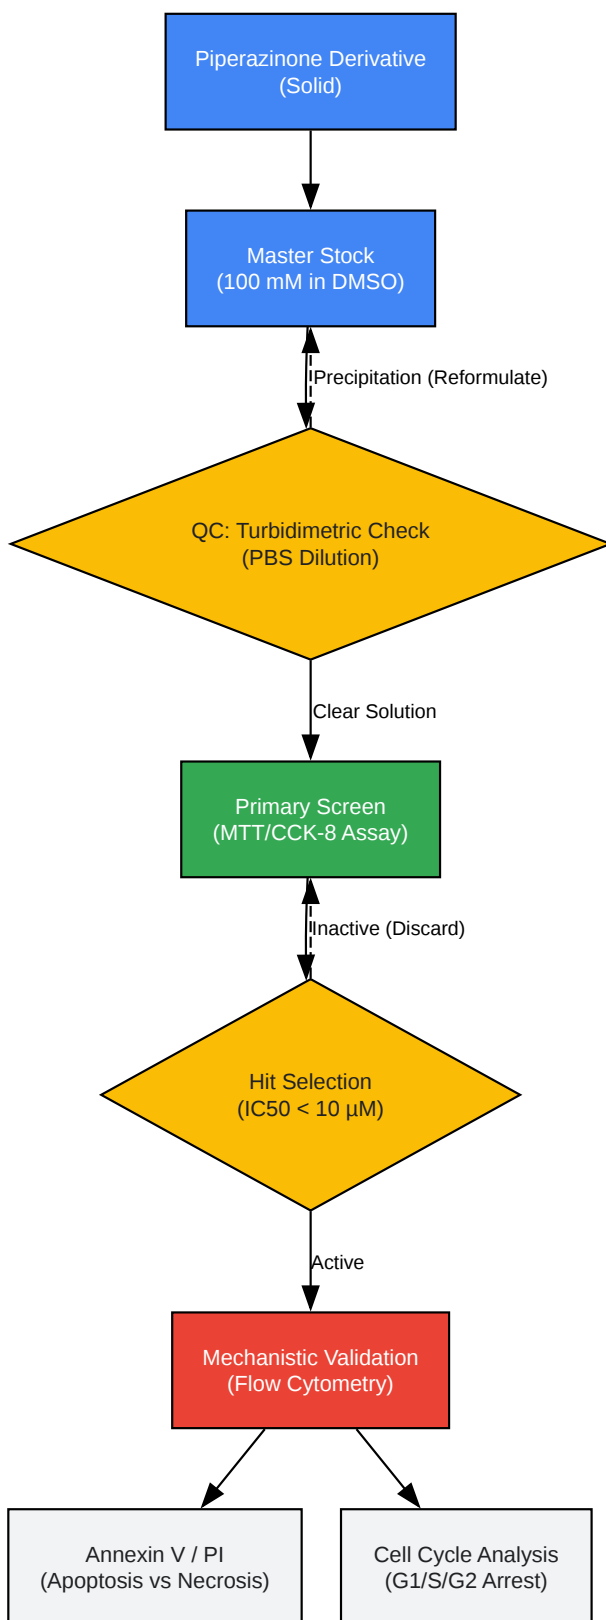 Piperazinone Derivative
(Solid)
Master Stock
(100 mM in DMSO)
Precipitation (Reformulate)
QC: Turbidimetric Check
(PBS Dilution)
Clear Solution
Primary Screen
(MTT/CCK-8 Assay)
Inactive (Discard)
Hit Selection
(IC50 < 10 µM)
Active
Mechanistic Validation
(Flow Cytometry)
Annexin V / PI
(Apoptosis vs Necrosis)
Cell Cycle Analysis
(G1/S/G2 Arrest)